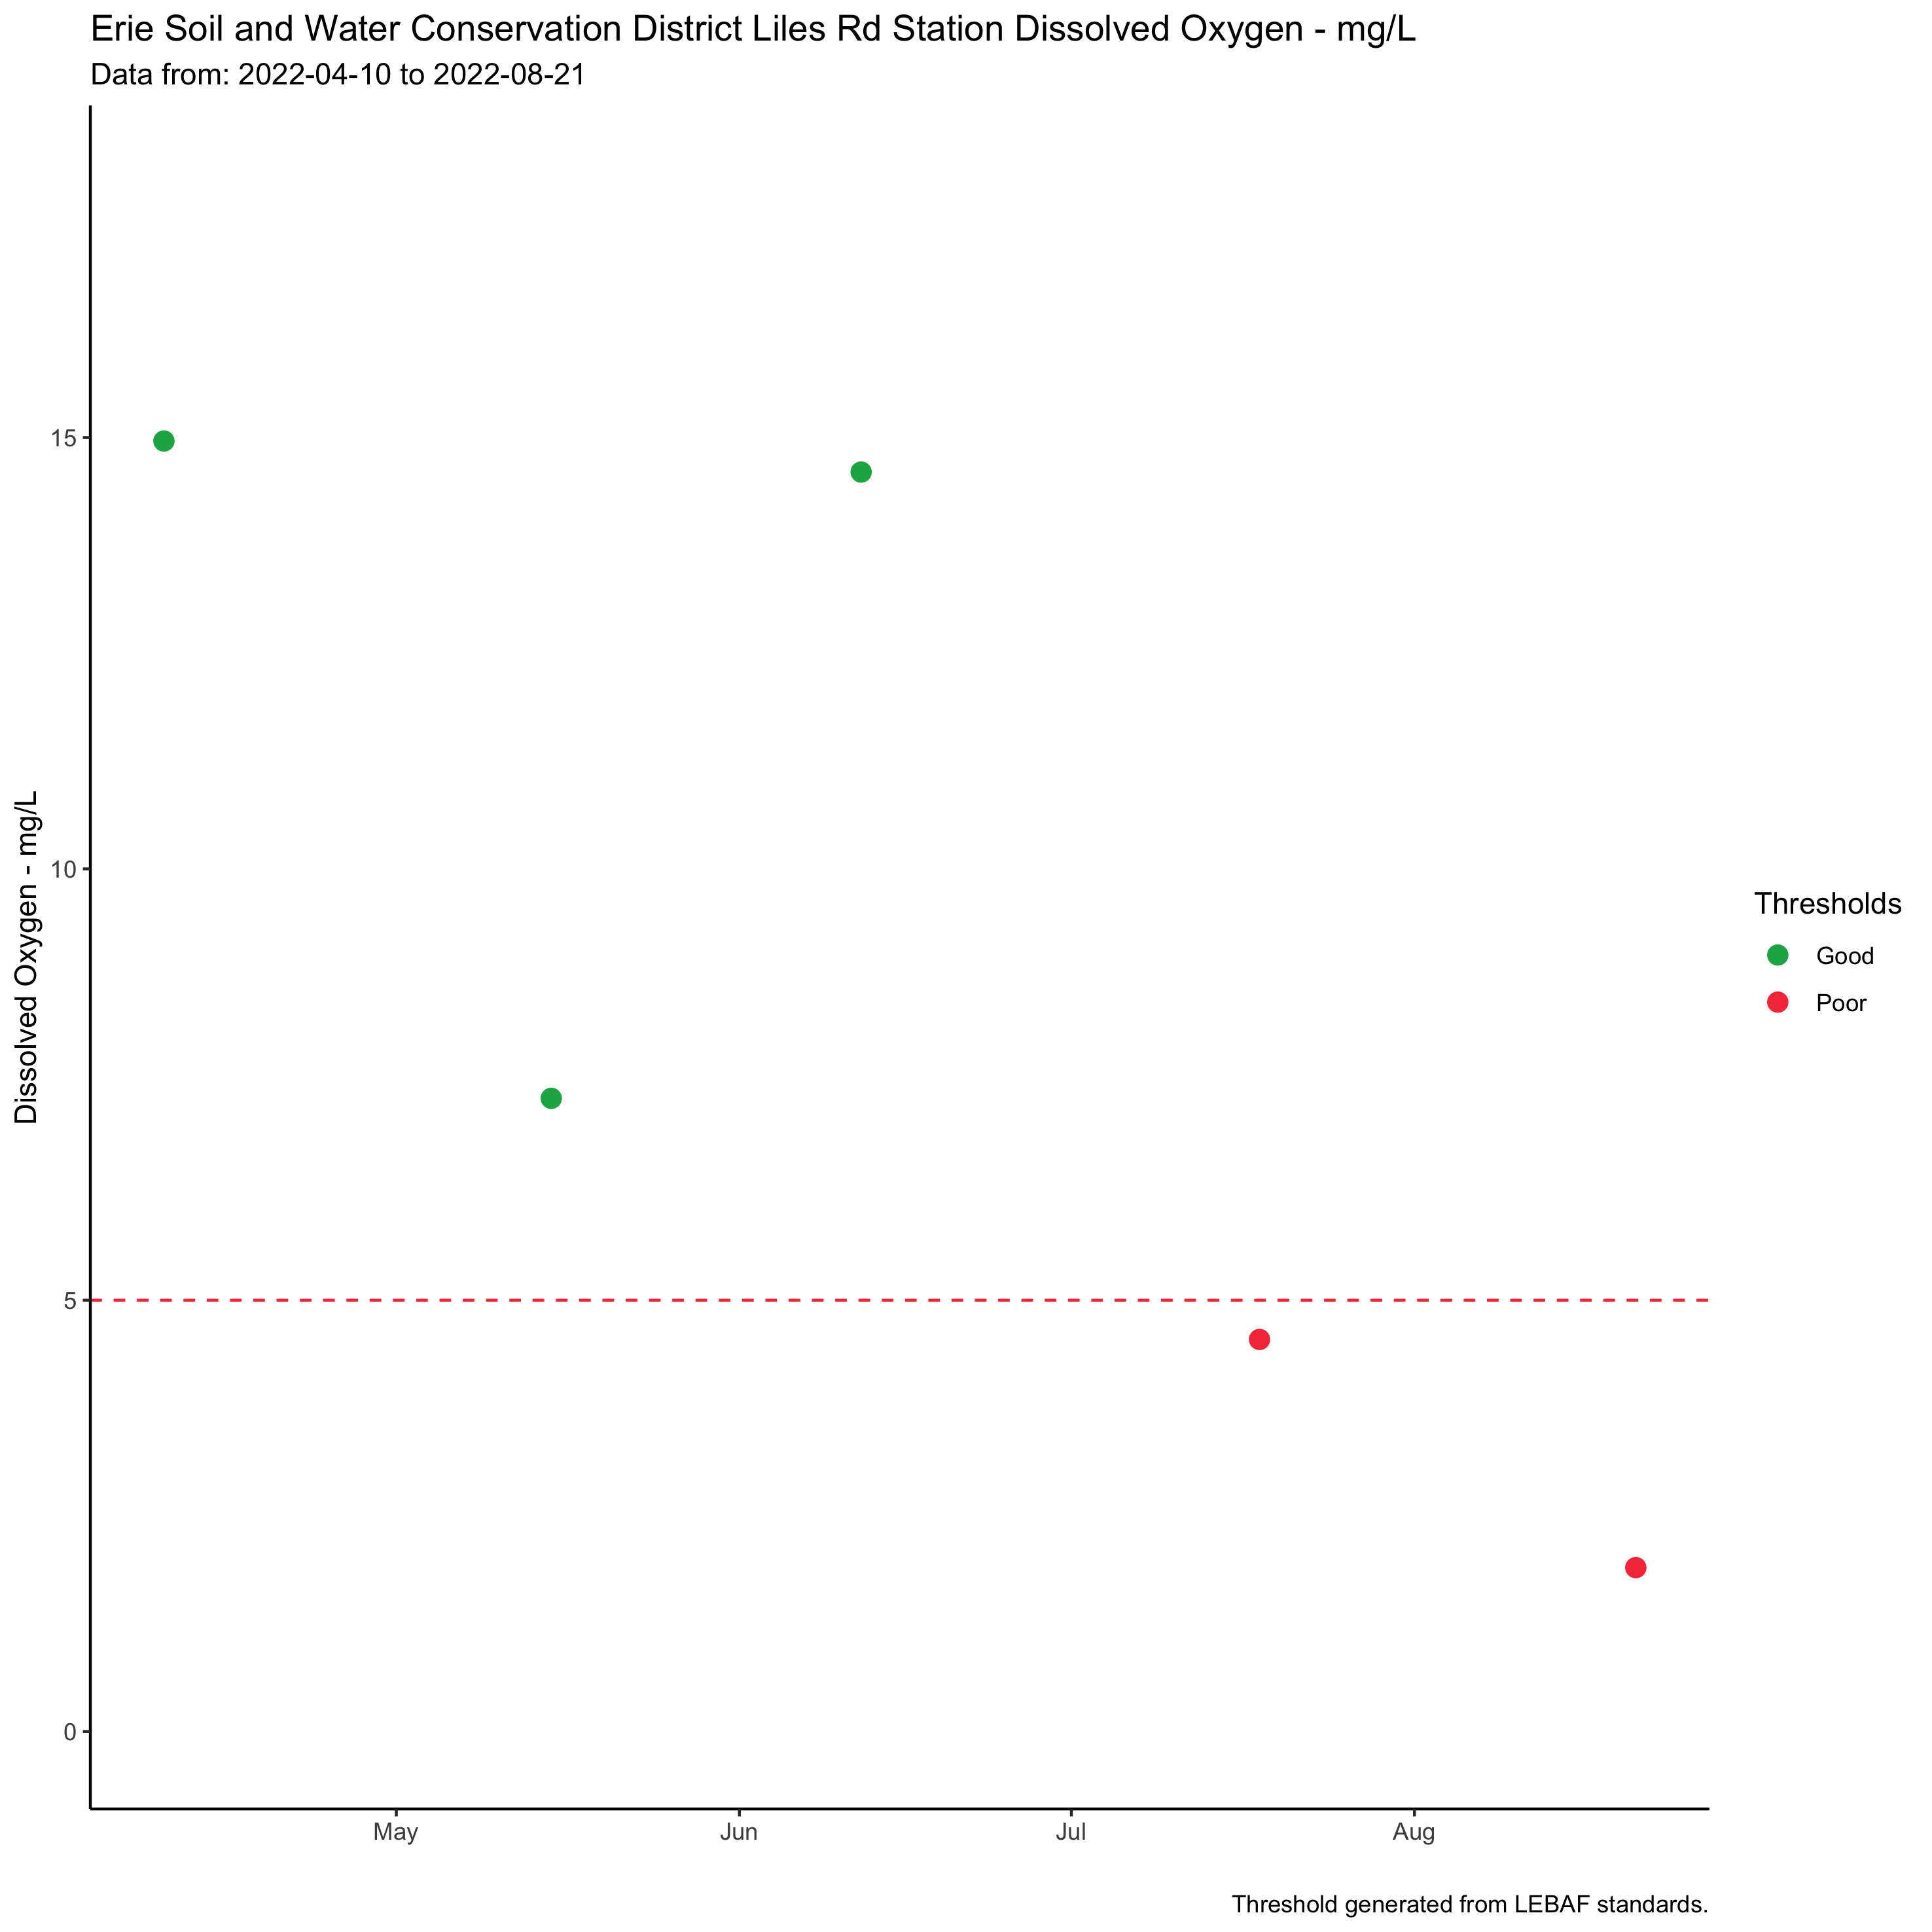 Erie Soil and Water Conservation District Liles Rd Station Dissolved Oxygen - mg/L
Data from: 2022-04-10 to 2022-08-21
Dissolved Oxygen - mg/L
15
10
5
0
May
Jun
Jul
Aug
Thresholds
Good
Poor
Threshold generated from LEBAF standards.